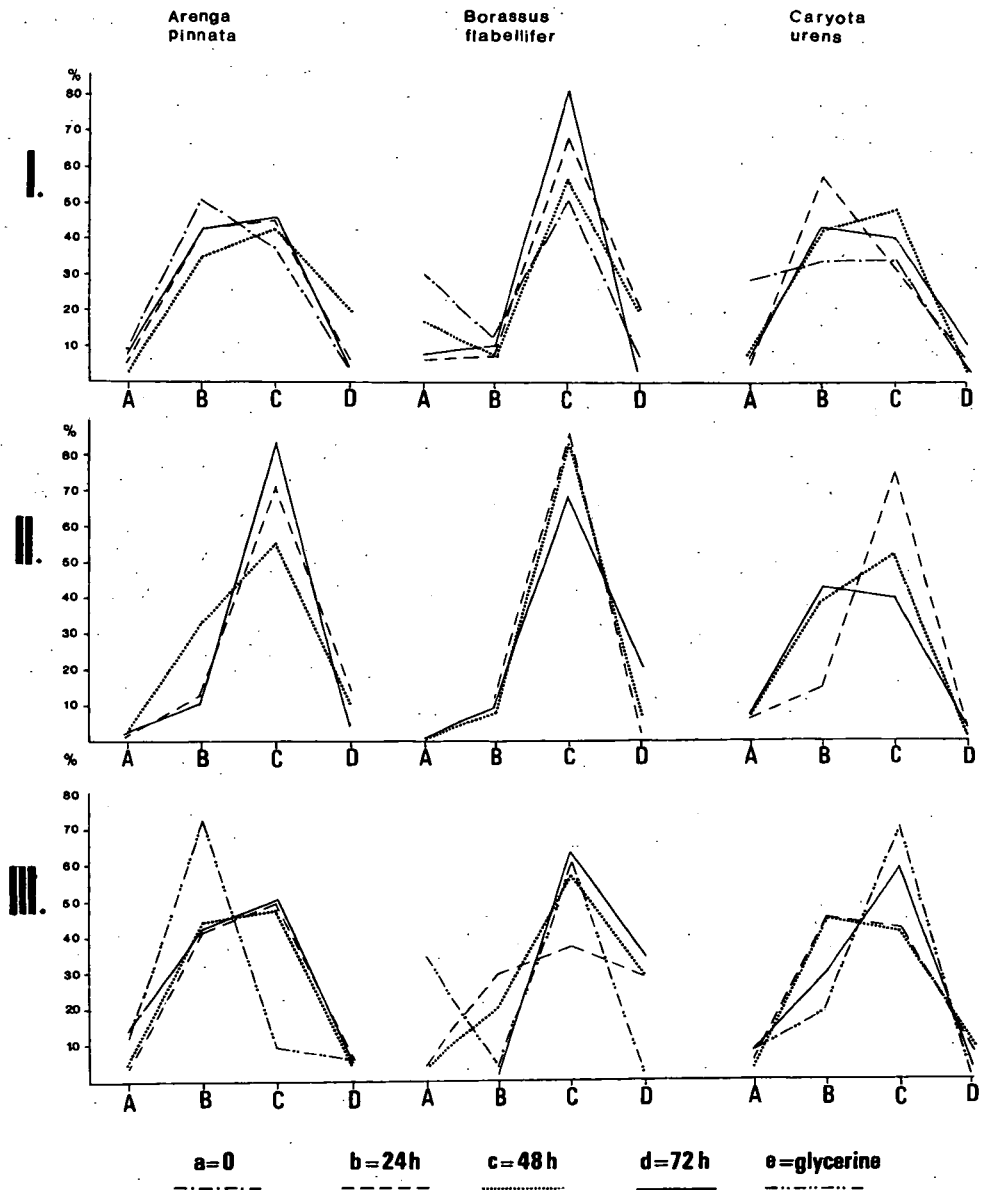 Arenga pinnata
Borassus flabellifer
Caryota urens
I.
%
80
70
60
50
40
30
20
10
A B C D A B C D A B C D
II.
%
80
70
60
50
40
30
20
10
A B C D A B C D A B C D
III.
%
80
70
60
50
40
30
20
10
A B C D A B C D A B C D
a=0 b=24h c=48h d=72h e=glycerine